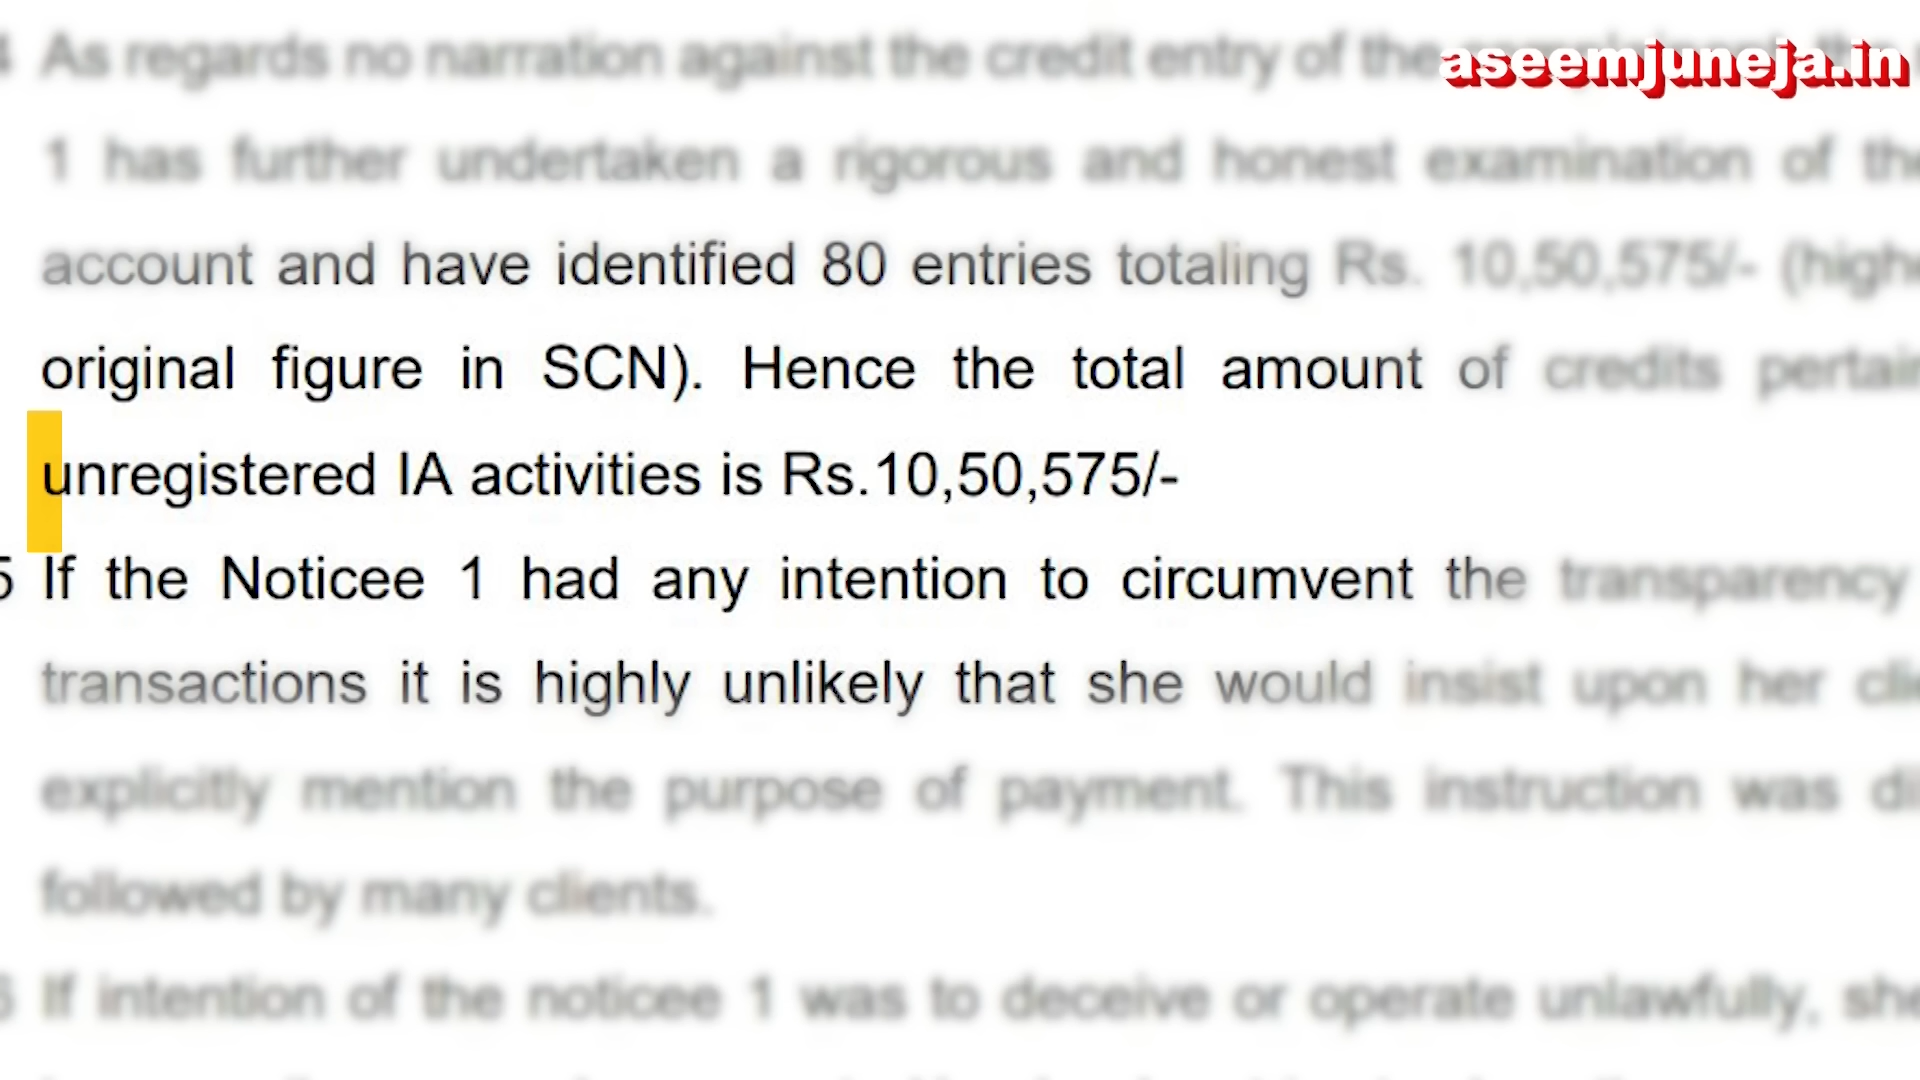 4 As regards no narration against the credit entry of the
aseemjuneja.in
1 has further undertaken a rigorous and honest examination of the
account and have identified 80 entries totaling Rs. 10,50,575/- (high
original figure in SCN). Hence the total amount of credits pertain
unregistered IA activities is Rs.10,50,575/-
5 If the Noticee 1 had any intention to circumvent the transparency
transactions it is highly unlikely that she would insist upon her cli
explicitly mention the purpose of payment. This instruction was di
followed by many clients.
6 If intention of the noticee 1 was to deceive or operate unlawfully, she